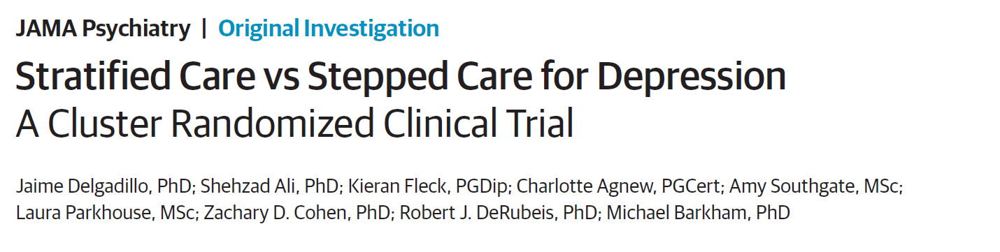 JAMA Psychiatry | Original Investigation
Stratified Care vs Stepped Care for Depression
A Cluster Randomized Clinical Trial
Jaime Delgadillo, PhD; Shehzad Ali, PhD; Kieran Fleck, PGDip; Charlotte Agnew, PGCert; Amy Southgate, MSc;
Laura Parkhouse, MSc; Zachary D. Cohen, PhD; Robert J. DeRubeis, PhD; Michael Barkham, PhD